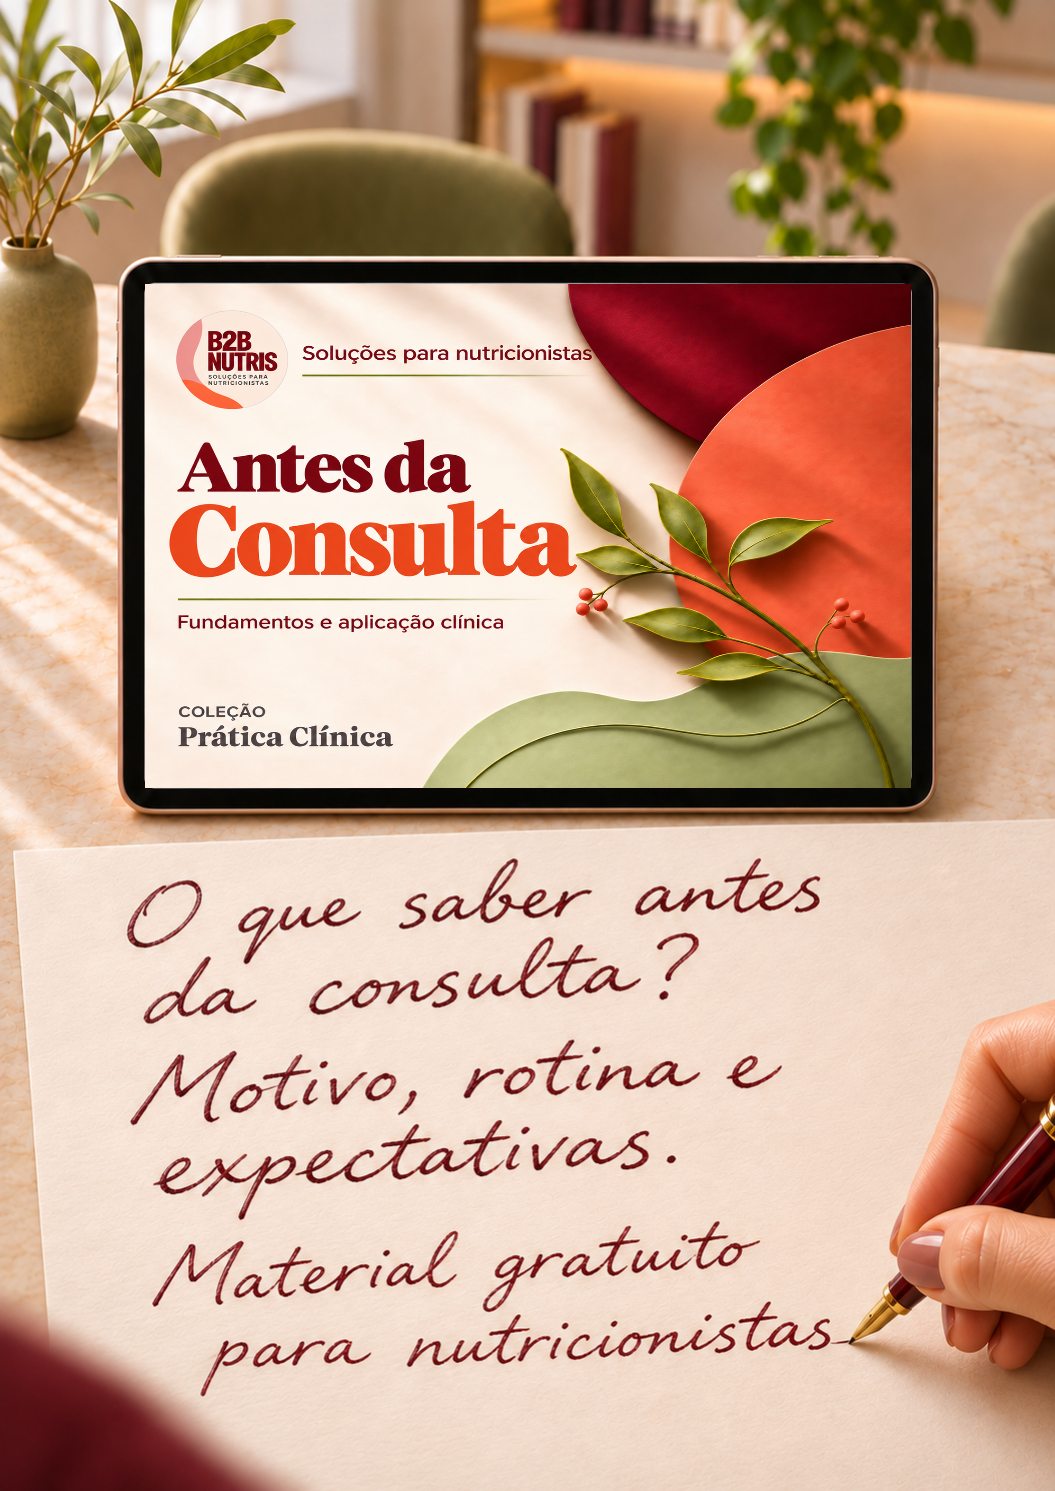 B2B
NUTRIS
SOLUÇÕES PARA
NUTRICIONISTAS
Soluções para nutricionistas
Antes da
Consulta
Fundamentos e aplicação clínica
COLEÇÃO
Prática Clínica
O que saber antes
da consulta?
Motivo, rotina e
expectativas.
Material gratuito
para nutricionistas